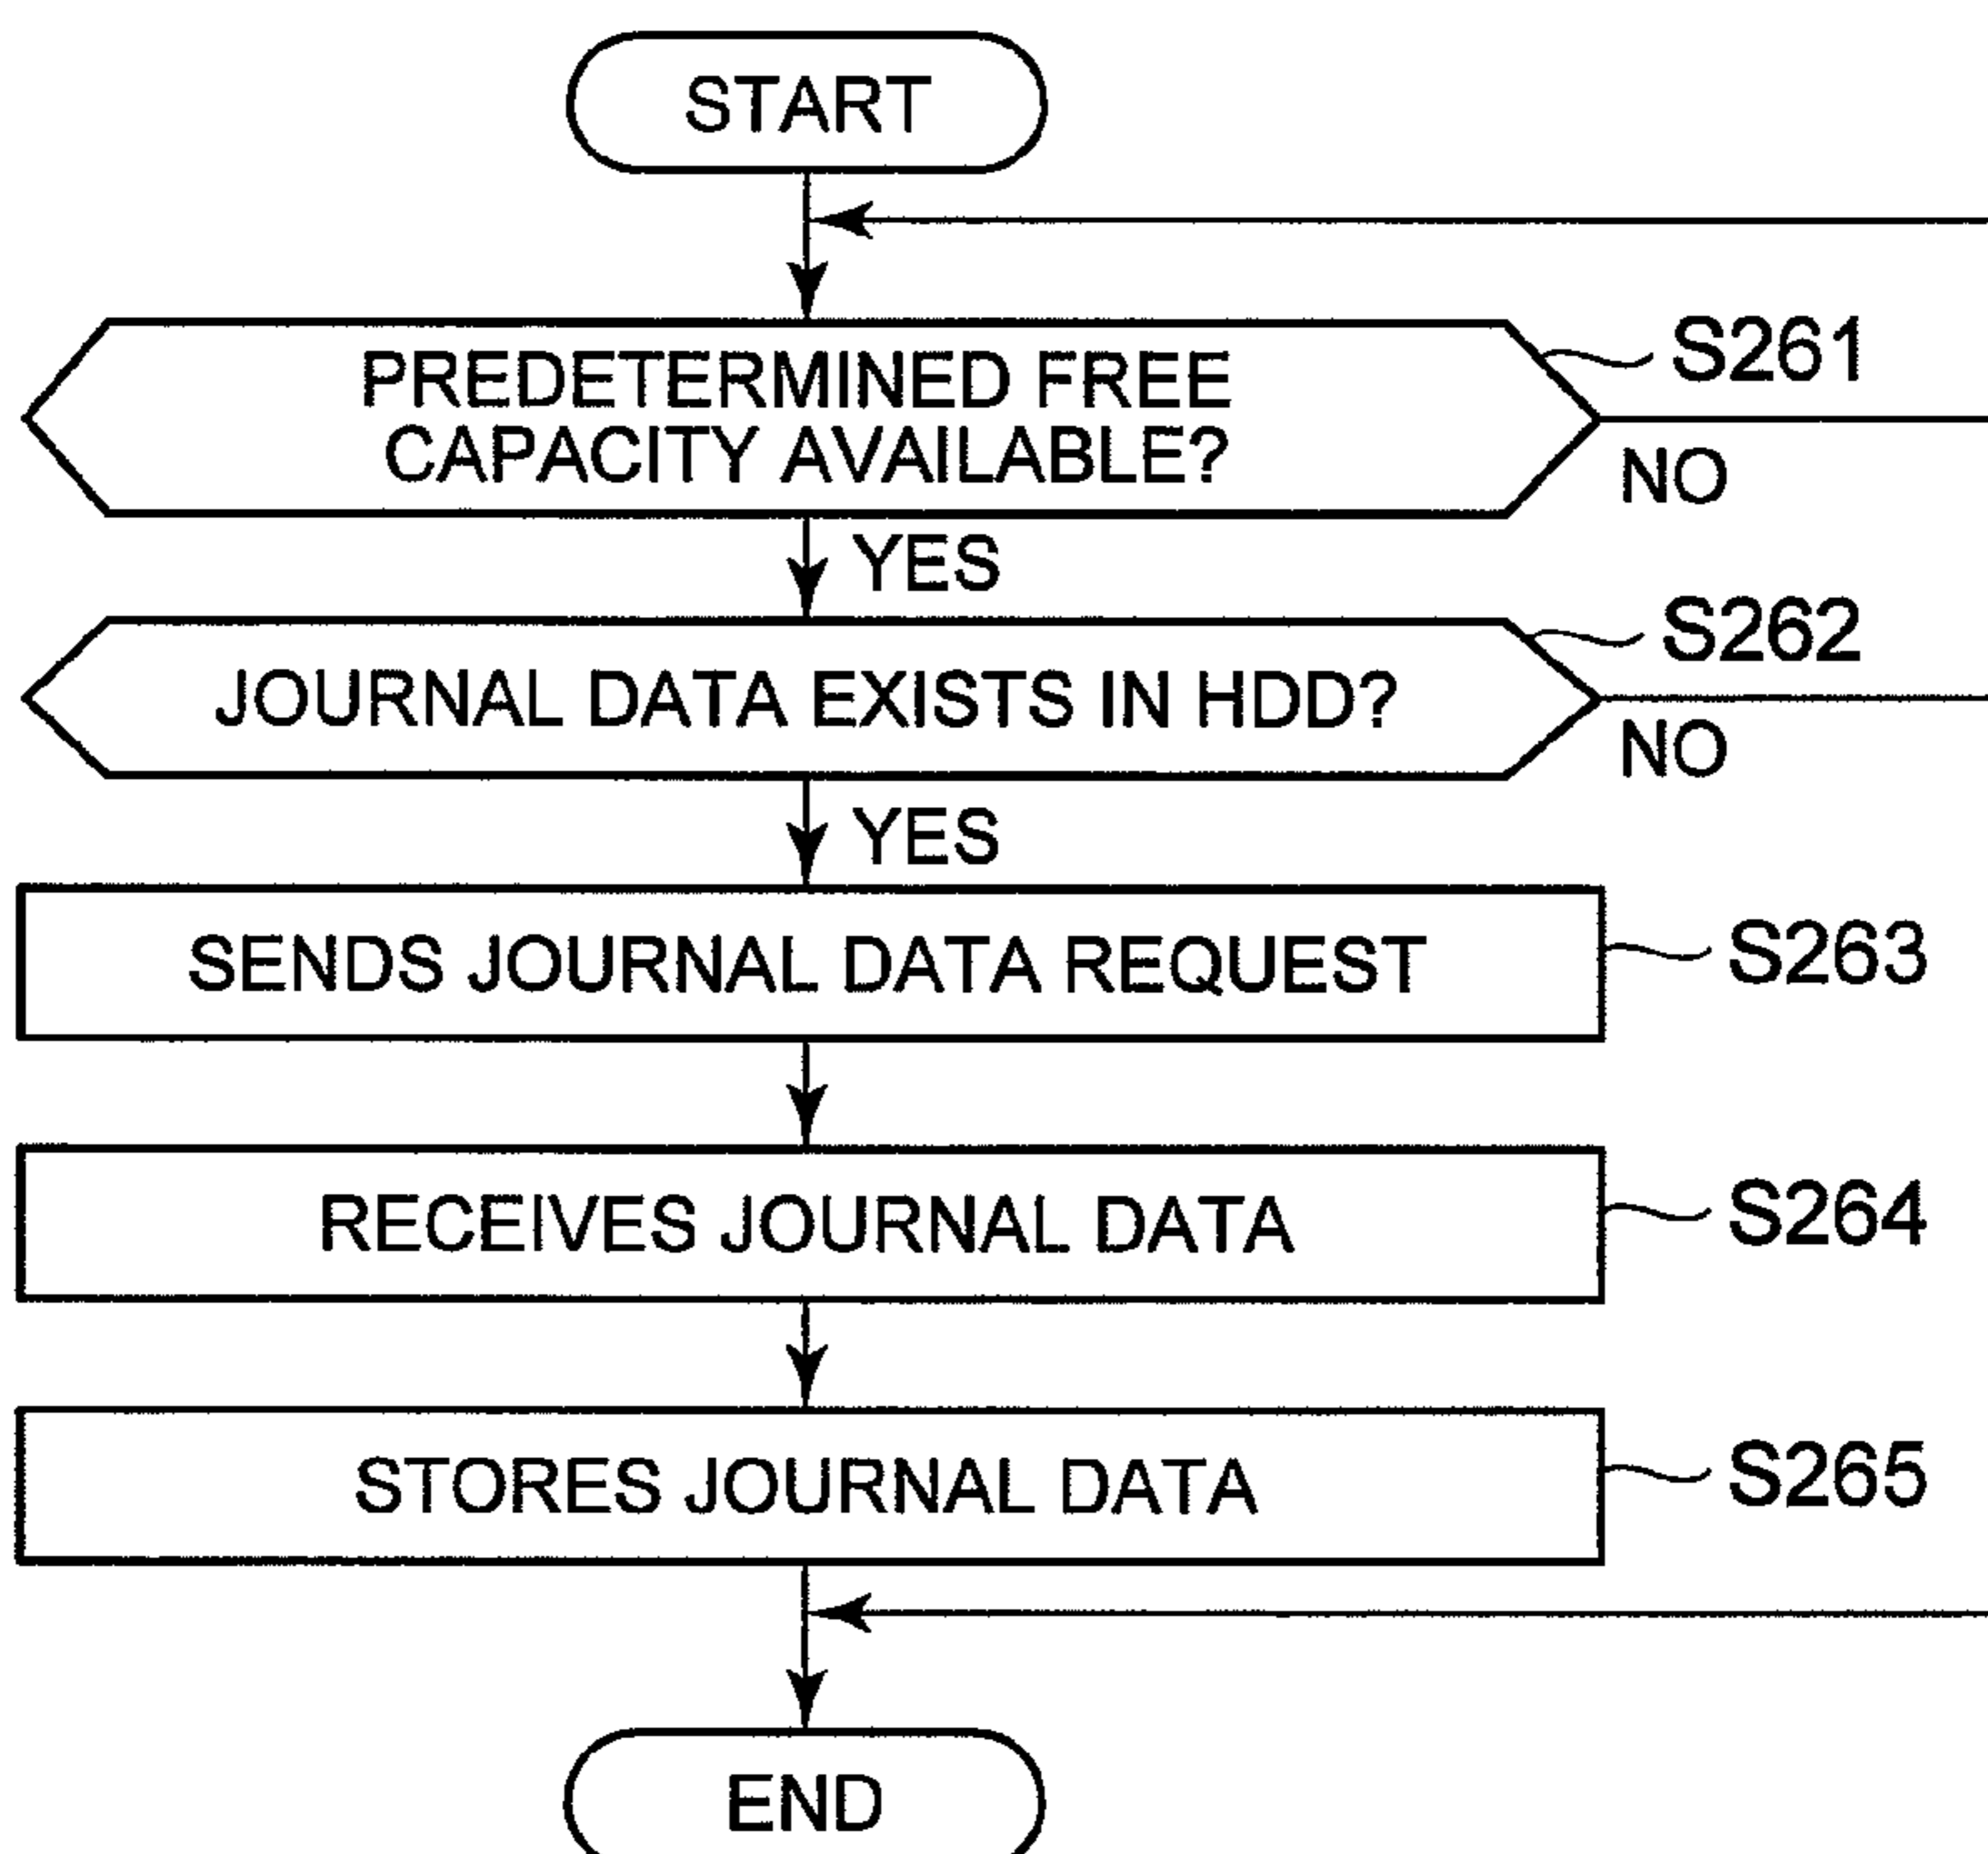 START
PREDETERMINED FREE
CAPACITY AVAILABLE?
S261
NO
YES
JOURNAL DATA EXISTS IN HDD?
S262
NO
YES
SENDS JOURNAL DATA REQUEST
S263
RECEIVES JOURNAL DATA
S264
STORES JOURNAL DATA
S265
END